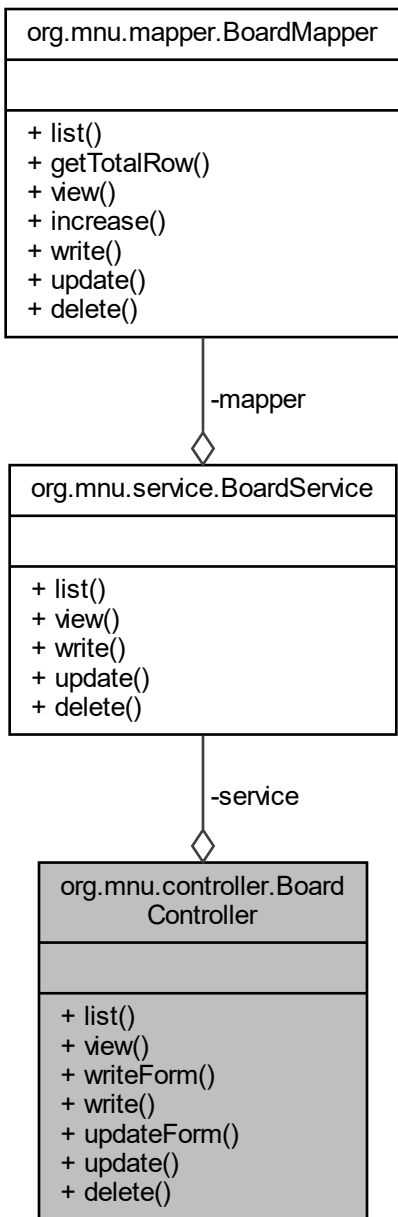 org.mnu.mapper.BoardMapper
+ list()
+ getTotalRow()
+ view()
+ increase()
+ write()
+ update()
+ delete()
-mapper
org.mnu.service.BoardService
+ list()
+ view()
+ write()
+ update()
+ delete()
-service
org.mnu.controller.Board
Controller
+ list()
+ view()
+ writeForm()
+ write()
+ updateForm()
+ update()
+ delete()